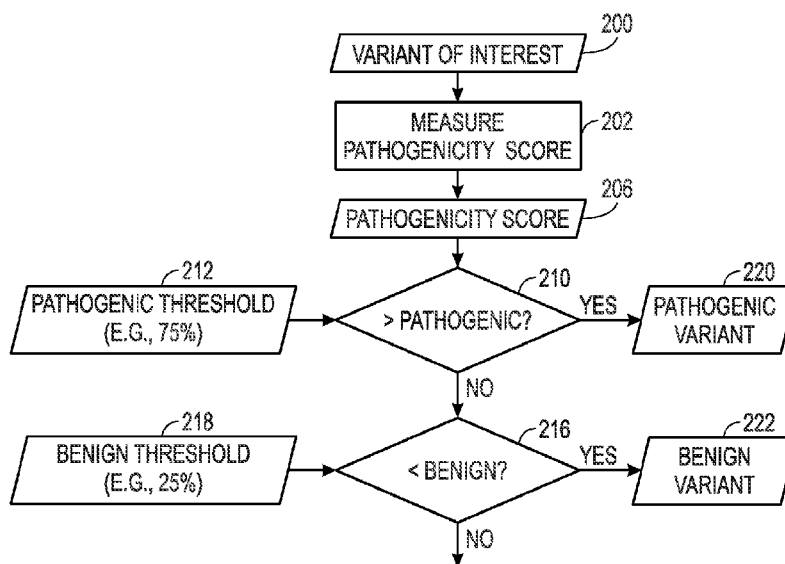 200
VARIANT OF INTEREST
MEASURE
PATHOGENICITY SCORE
202
206
PATHOGENICITY SCORE
212
PATHOGENIC THRESHOLD
(E.G., 75%)
210
> PATHOGENIC?
YES
220
PATHOGENIC
VARIANT
NO
218
BENIGN THRESHOLD
(E.G., 25%)
216
< BENIGN?
YES
222
BENIGN
VARIANT
NO